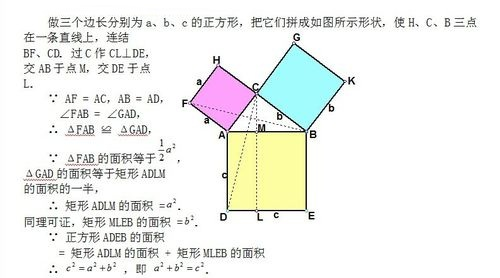 做三个边长分别为a、b、c的正方形，把它们拼成如图所示形状，使H、C、B三点
在一条直线上，连结
BF、CD. 过C作CL⊥DE，
交AB于点M，交DE于点
L.
∵ AF = AC，AB = AD，
∠FAB = ∠GAD，
∴ ΔFAB ≌ ΔGAD，
∵ ΔFAB的面积等于\frac{1}{2}a²，
ΔGAD的面积等于矩形ADLM
的面积的一半，
∴ 矩形ADLM的面积 =a².
同理可证，矩形MLEB的面积 =b².
∵ 正方形ADEB的面积
= 矩形ADLM的面积 + 矩形MLEB的面积
∴ c²=a²+b² ，即 a²+b²=c².
G
H
K
C
a
F
b
a
b
A
M
B
c
D
L
E
c